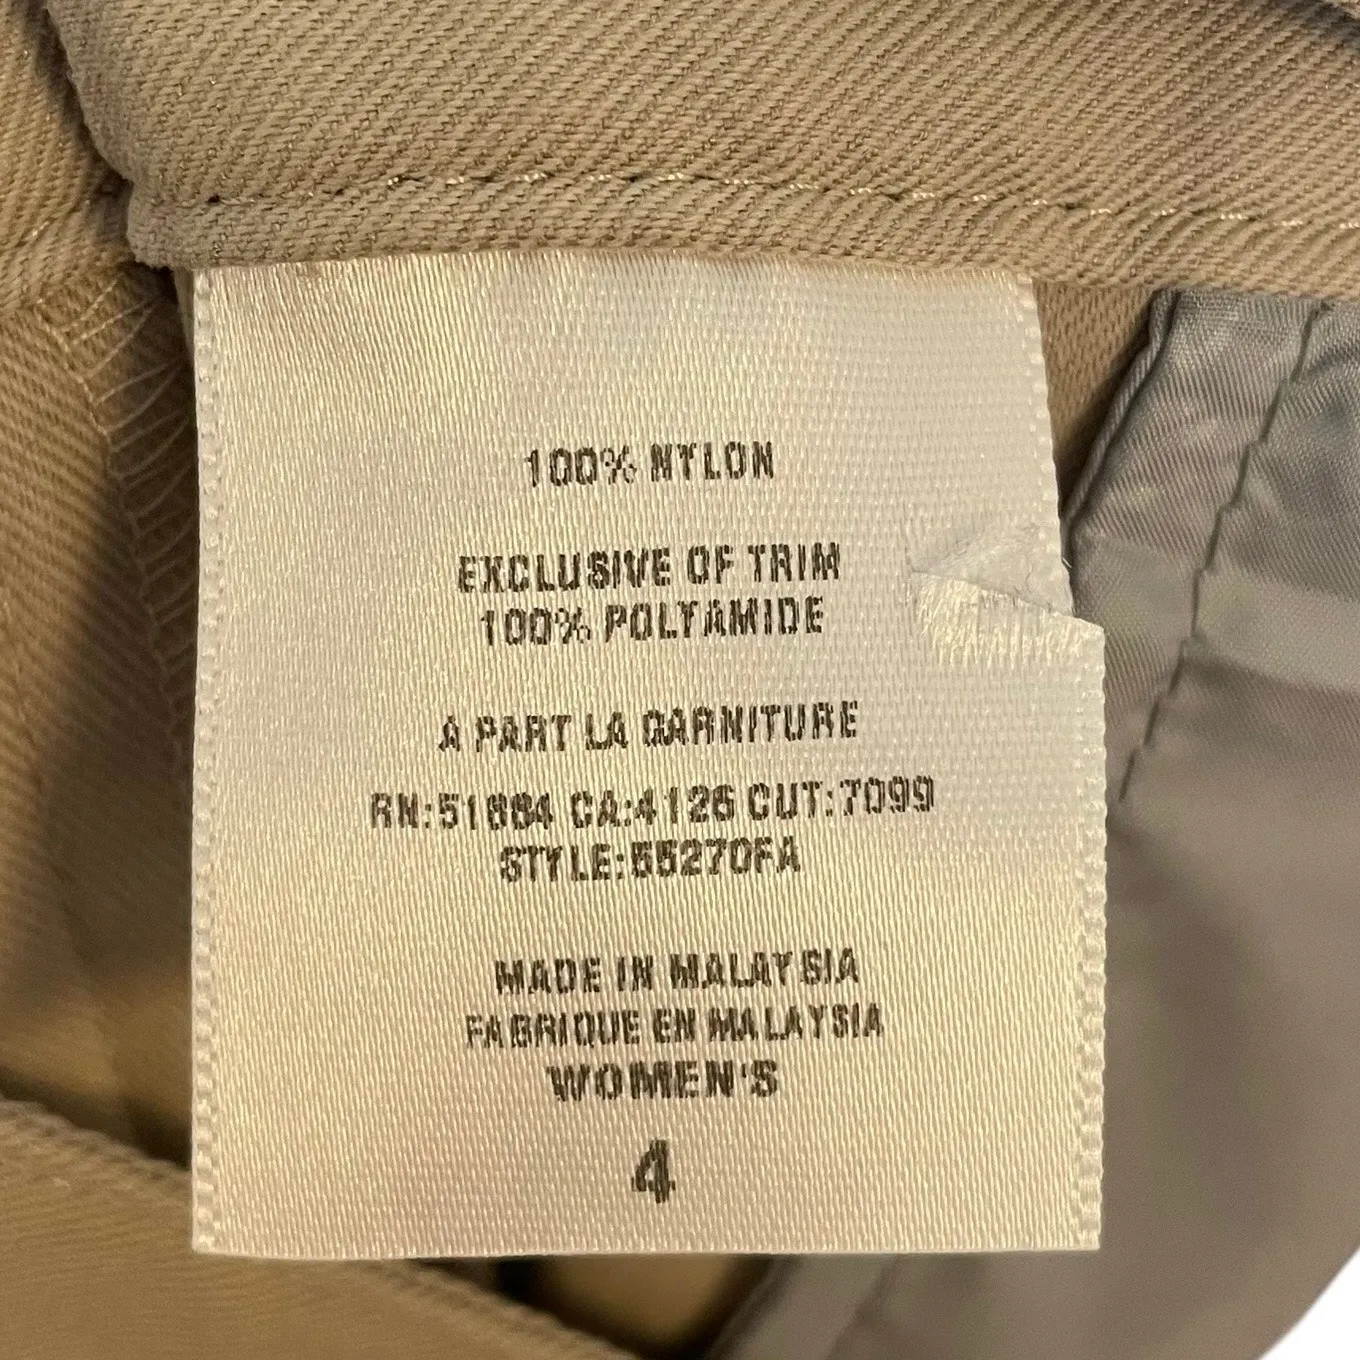 100% NYLON
EXCLUSIVE OF TRIM
100% POLYAMIDE
A PART LA GARNITURE
RN:51884 CA:4126 CUT:7099
STYLE:55270FA
MADE IN MALAYSIA
FABRIQUE EN MALAYSIA
WOMEN'S
4